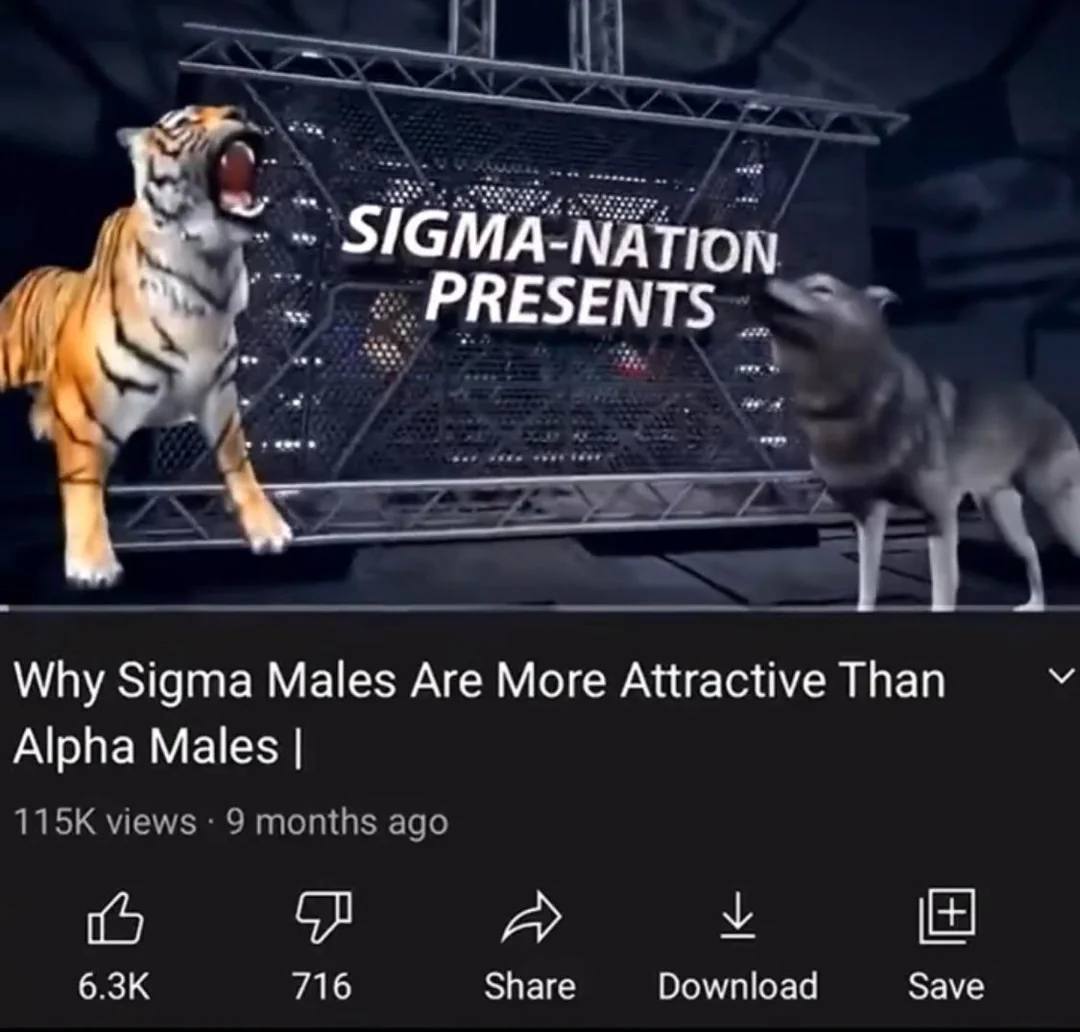 SIGMA-NATION
PRESENTS
Why Sigma Males Are More Attractive Than
Alpha Males |
115K views · 9 months ago
6.3K
716
Share
Download
Save